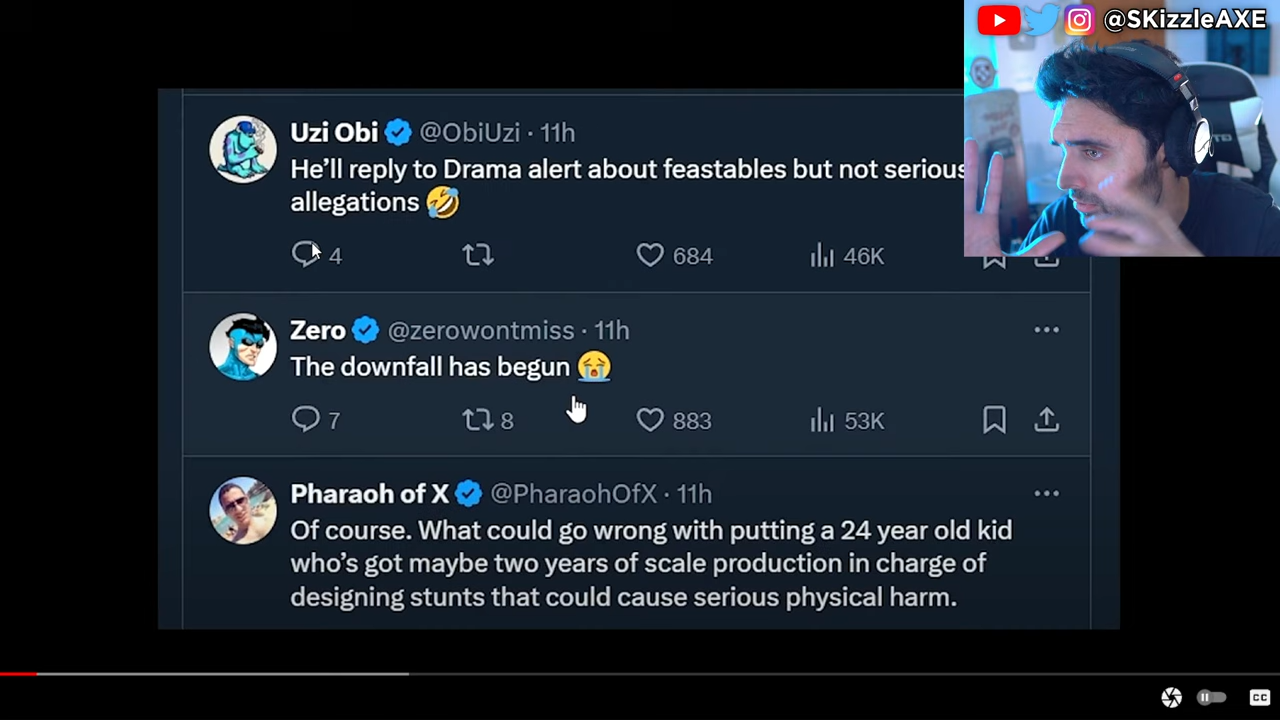 @SKizzleAXE
Uzi Obi @ObiUzi · 11h
He’ll reply to Drama alert about feastables but not serious
allegations 🤣
4 684 46K
Zero @zerowontmiss · 11h
The downfall has begun 😭
7 8 883 53K
Pharaoh of X @PharaohOfX · 11h
Of course. What could go wrong with putting a 24 year old kid
who’s got maybe two years of scale production in charge of
designing stunts that could cause serious physical harm.
CC